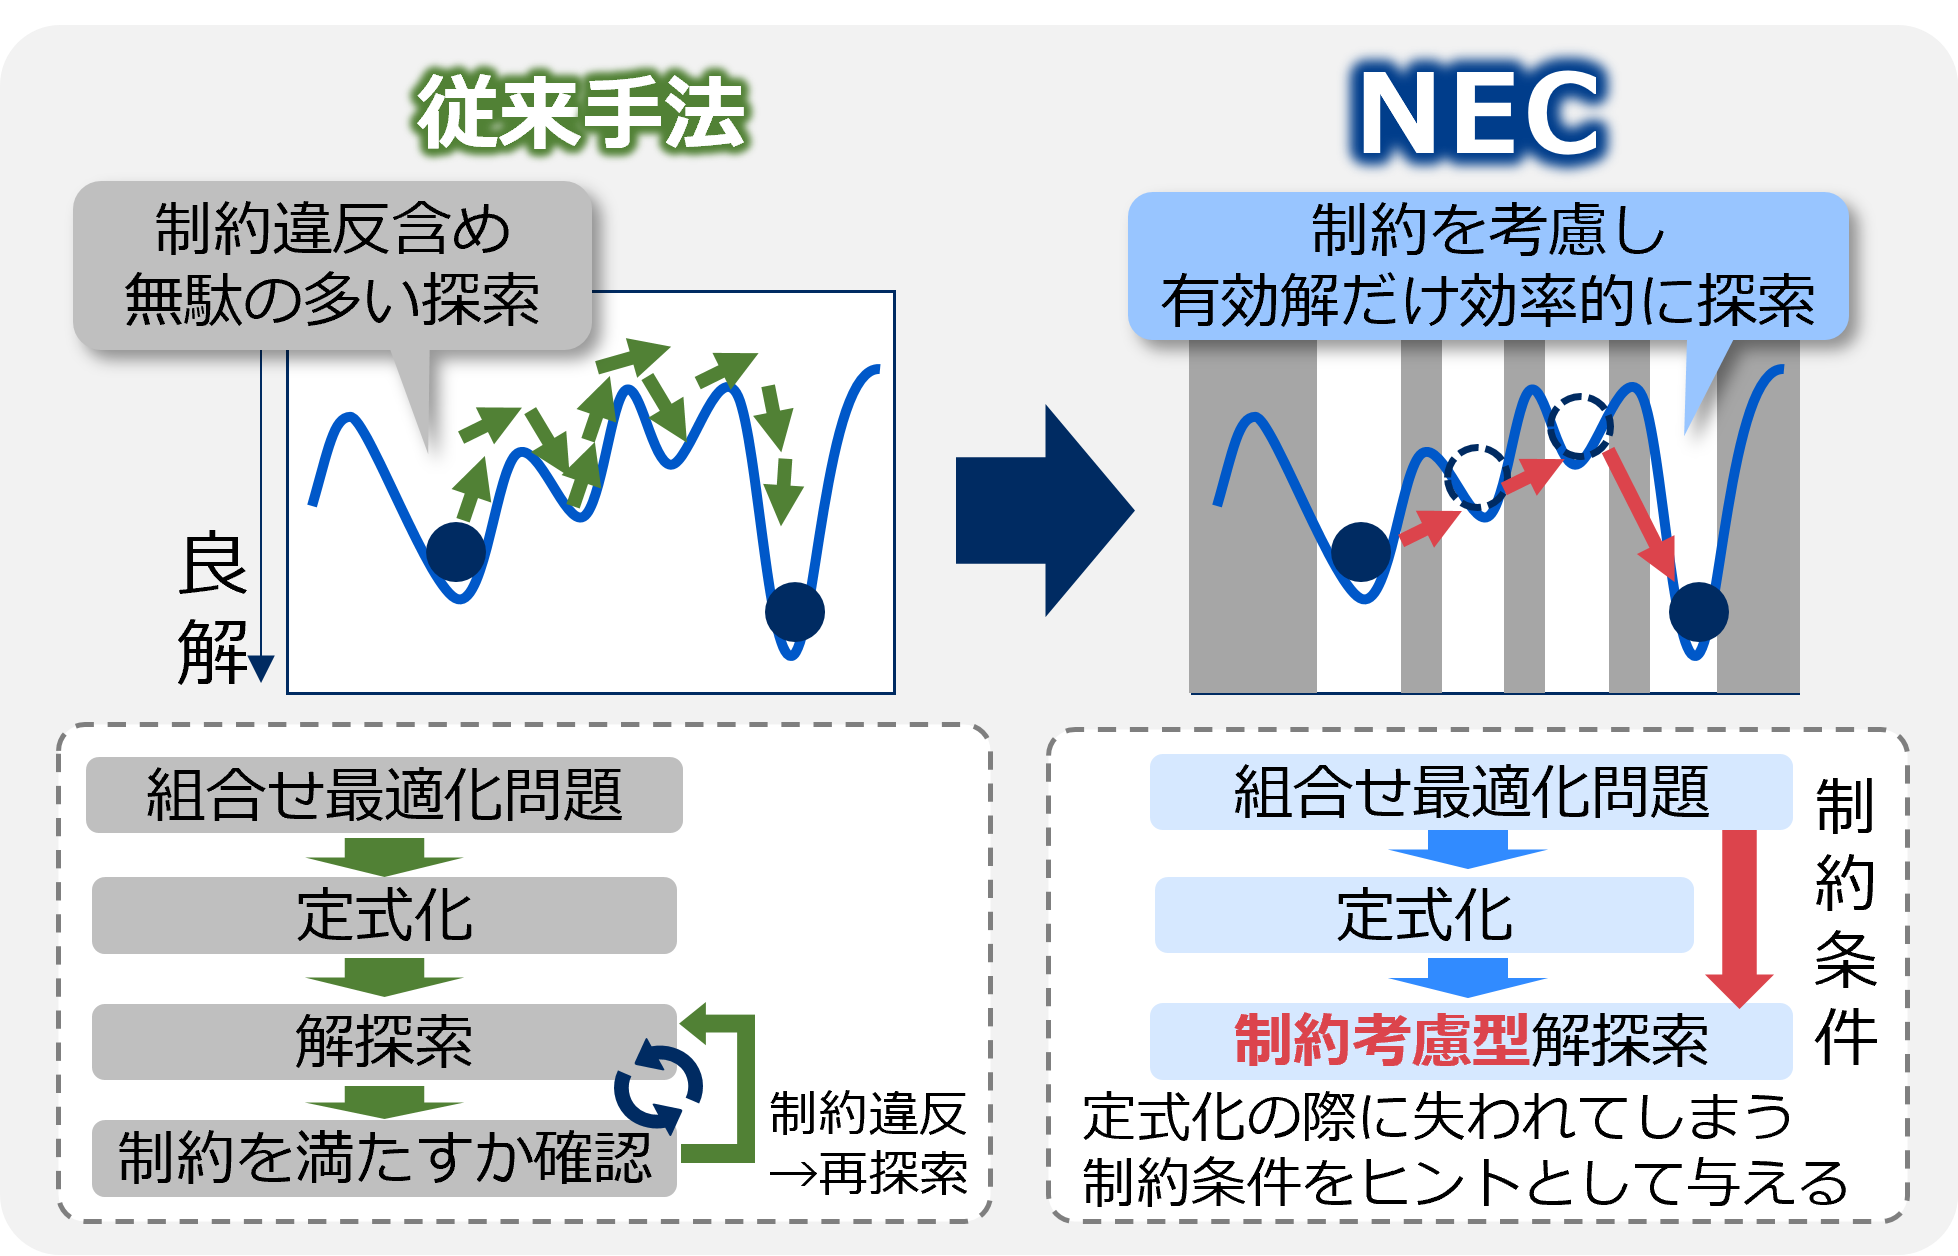 従来手法
制約違反含め
無駄の多い探索
良
解
組合せ最適化問題
定式化
解探索
制約を満たすか確認
制約違反
→再探索
NEC
制約を考慮し
有効解だけ効率的に探索
組合せ最適化問題
定式化
制約考慮型解探索
制
約
条
件
定式化の際に失われてしまう
制約条件をヒントとして与える